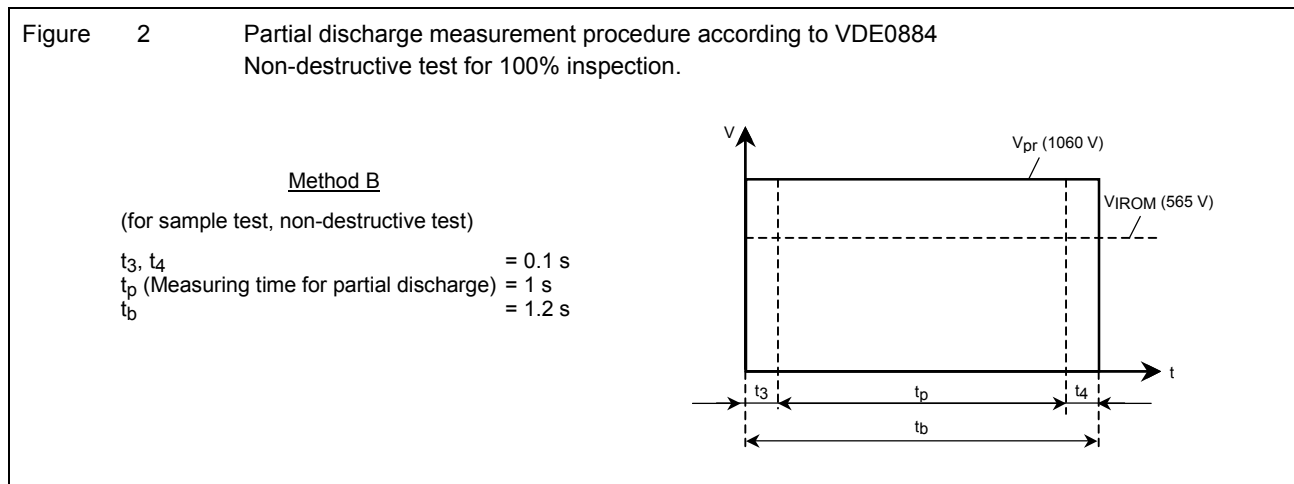 Figure 2 Partial discharge measurement procedure according to VDE0884
Non-destructive test for 100% inspection.
Method B
(for sample test, non-destructive test)
t3, t4 = 0.1 s
tp (Measuring time for partial discharge) = 1 s
tb = 1.2 s
V
Vpr (1060 V)
VIROM (565 V)
t
t3
tp
t4
tb